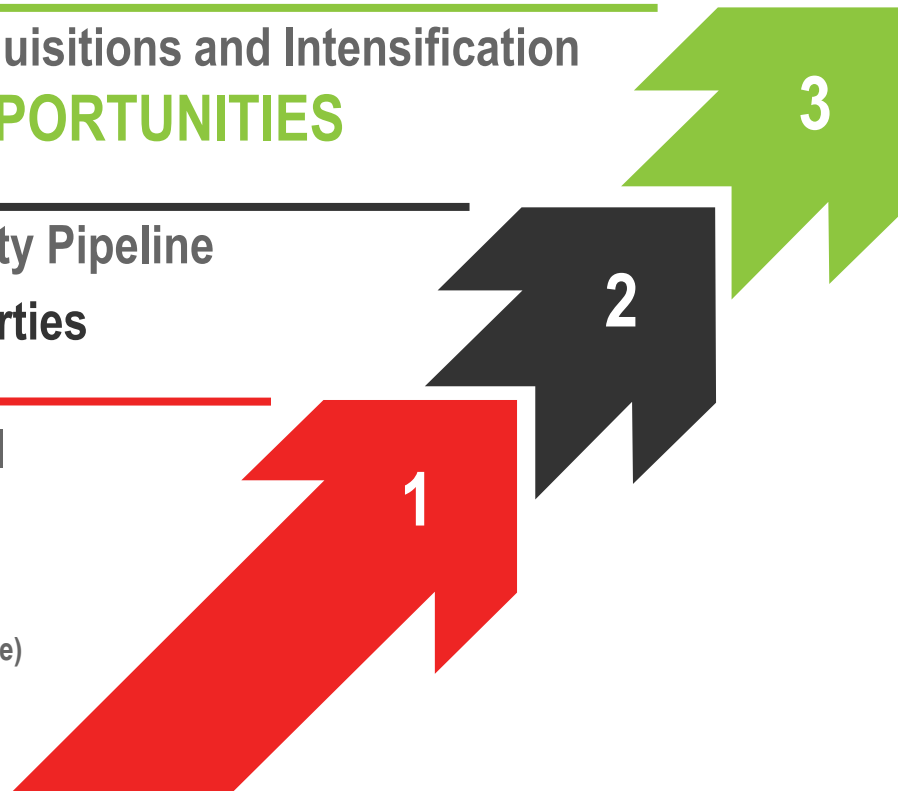 uisitions and Intensification
PORTUNITIES
3
ty Pipeline
2
rties
1
e)